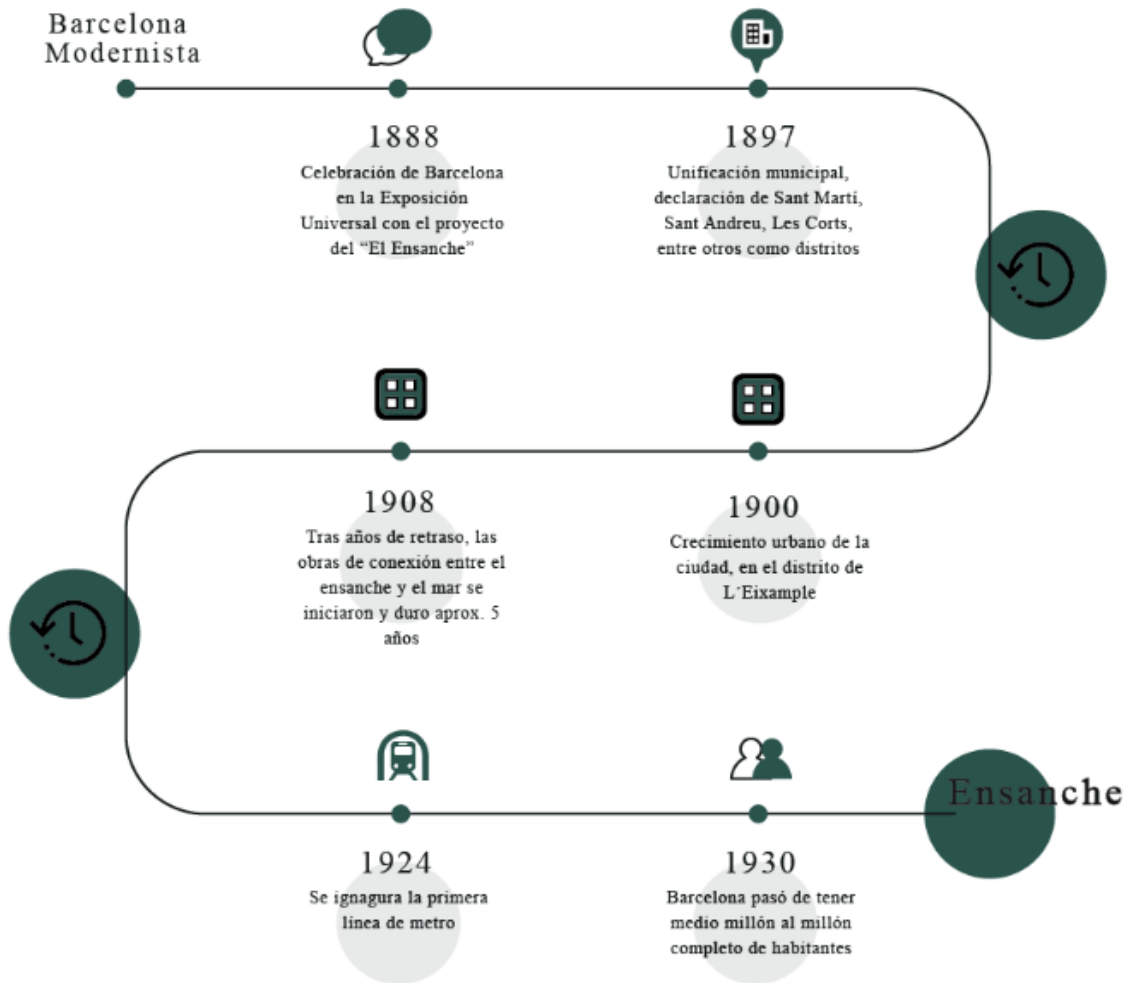 Barcelona
Modernista
1888
Celebración de Barcelona
en la Exposición
Universal con el proyecto
del “El Ensanche”
1897
Unificación municipal,
declaración de Sant Martí,
Sant Andreu, Les Corts,
entre otros como distritos
1900
Crecimiento urbano de la
ciudad, en el distrito de
L´Eixample
1908
Tras años de retraso, las
obras de conexión entre el
ensanche y el mar se
iniciaron y duro aprox. 5
años
1924
Se ignagura la primera
línea de metro
1930
Barcelona pasó de tener
medio millón al millón
completo de habitantes
Ensanche